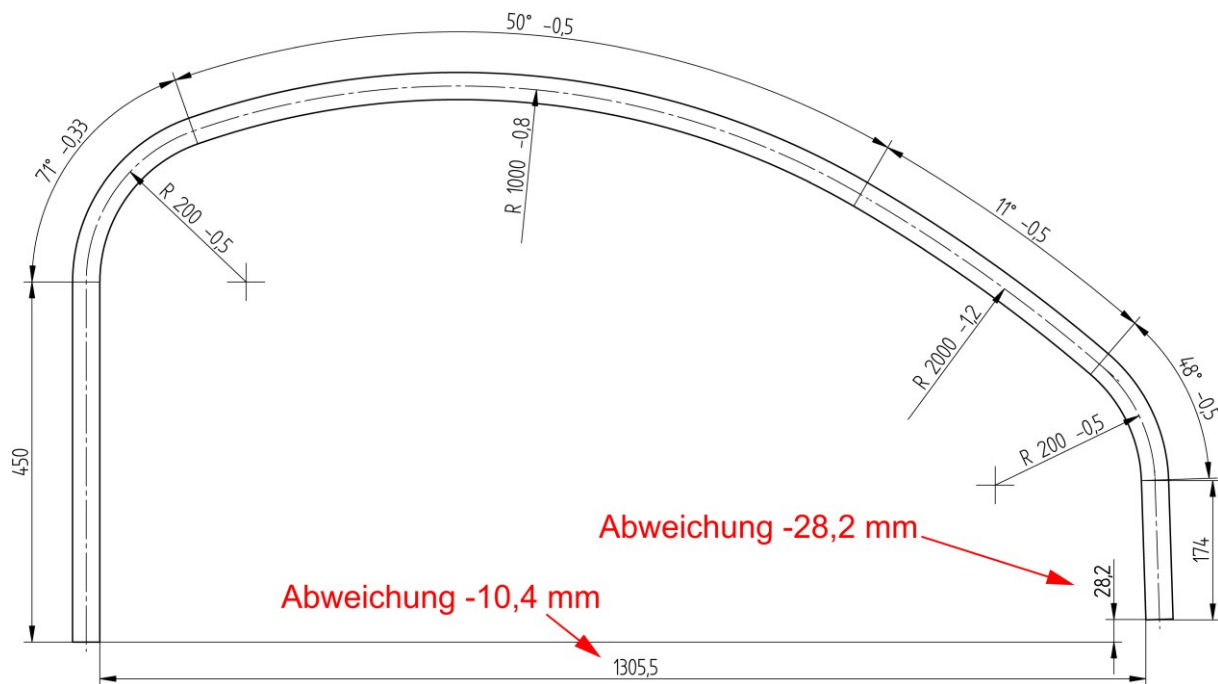 50° -0,5
71° -0,33
R 200 -0,5
R 1000 -0,8
11° -0,5
R 2000 -1,2
48° -0,5
R 200 -0,5
450
Abweichung -28,2 mm
174
28,2
Abweichung -10,4 mm
1305,5